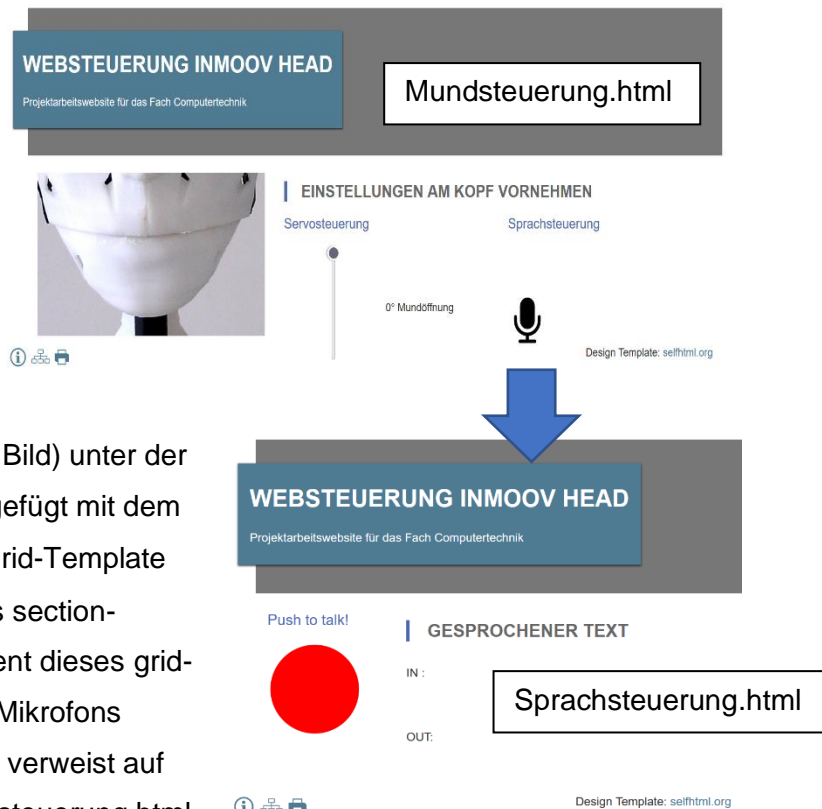 WEBSTEUERUNG INMOOV HEAD
Projektarbeitswebsite für das Fach Computertechnik
Mundsteuerung.html
EINSTELLUNGEN AM KOPF VORNEHMEN
Servosteuerung
Sprachsteuerung
0° Mundöffnung
Design Template: selfhtml.org
Bild) unter der
gefügt mit dem
rid-Template
s section-
ent dieses grid-
Mikrofons
verweist auf
steuerung.html
WEBSTEUERUNG INMOOV HEAD
Projektarbeitswebsite für das Fach Computertechnik
Push to talk!
GESPROCHENER TEXT
IN :
Sprachsteuerung.html
OUT:
Design Template: selfhtml.org